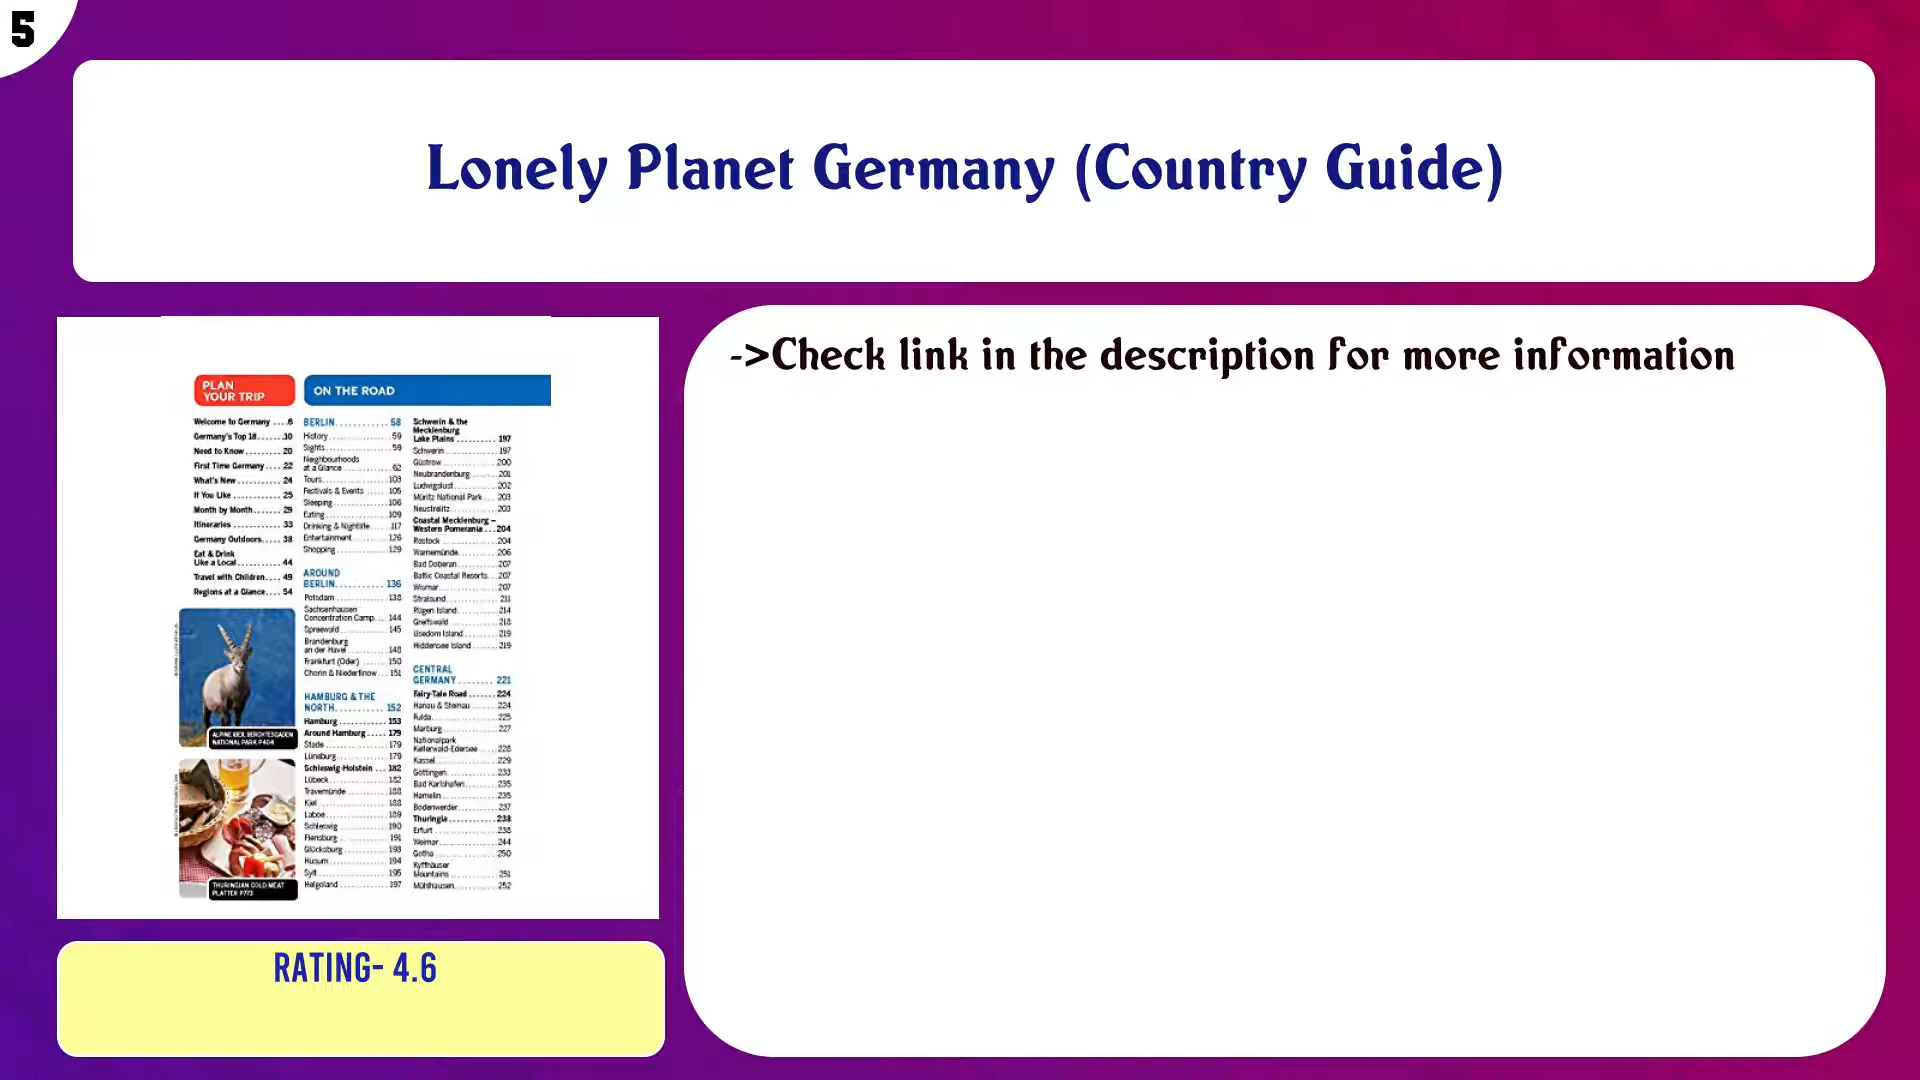 5
Lonely Planet Germany (Country Guide)
->Check link in the description for more information
PLAN
YOUR TRIP
Welcome to Germany ....6
Germany's Top 18.......10
Need to Know ......... 20
First Time Germany .... 22
What's New ........... 24
If You Like ............ 25
Month by Month....... 29
Itineraries ............ 33
Germany Outdoors..... 38
Eat & Drink
Like a Local........... 44
Travel with Children.... 49
Regions at a Glance.... 54
ALPINE IBEX, BERCHTESGADEN
NATIONAL PARK P404
THURINGIAN COLD MEAT
PLATTER P773
ON THE ROAD
BERLIN............ 58
History................59
Sights.................59
Neighbourhoods
at a Glance.............62
Tours................103
Festivals & Events ......105
Sleeping..............106
Eating................109
Drinking & Nightlife......117
Entertainment..........126
Shopping..............129
AROUND
BERLIN.......... 136
Potsdam..............138
Sachsenhausen
Concentration Camp....144
Spreewald.............145
Brandenburg
an der Havel...........148
Frankfurt (Oder)........150
Chorin & Niederfinow....151
HAMBURG & THE
NORTH........... 152
Hamburg ............ 153
Around Hamburg ..... 179
Stade ................179
Lüneburg..............179
Schleswig-Holstein ... 182
Lübeck................182
Travemünde...........188
Kiel..................188
Laboe................189
Schleswig.............190
Flensburg.............191
Glücksburg............193
Husum...............194
Sylt..................195
Helgoland.............197
Schwerin & the
Mecklenburg
Lake Plains .......... 197
Schwerin.............197
Güstrow..............200
Neubrandenburg.......201
Ludwigslust...........202
Müritz National Park....203
Neustrelitz............203
Coastal Mecklenburg –
Western Pomerania ...204
Rostock..............204
Warnemünde..........206
Bad Doberan..........207
Baltic Coastal Resorts...207
Wismar...............207
Stralsund.............211
Rügen Island..........214
Greifswald............218
Usedom Island.........219
Hiddensee Island.......219
CENTRAL
GERMANY........ 221
Fairy-Tale Road .......224
Hanau & Steinau.......224
Fulda................225
Marburg..............227
Nationalpark
Kellerwald-Edersee.....228
Kassel...............229
Göttingen............233
Bad Karlshafen........235
Hamelin..............235
Bodenwerder..........237
Thuringia............238
Erfurt................238
Weimar..............244
Gotha................250
Kyffhäuser
Mountains............251
Mühlhausen...........252
RATING- 4.6